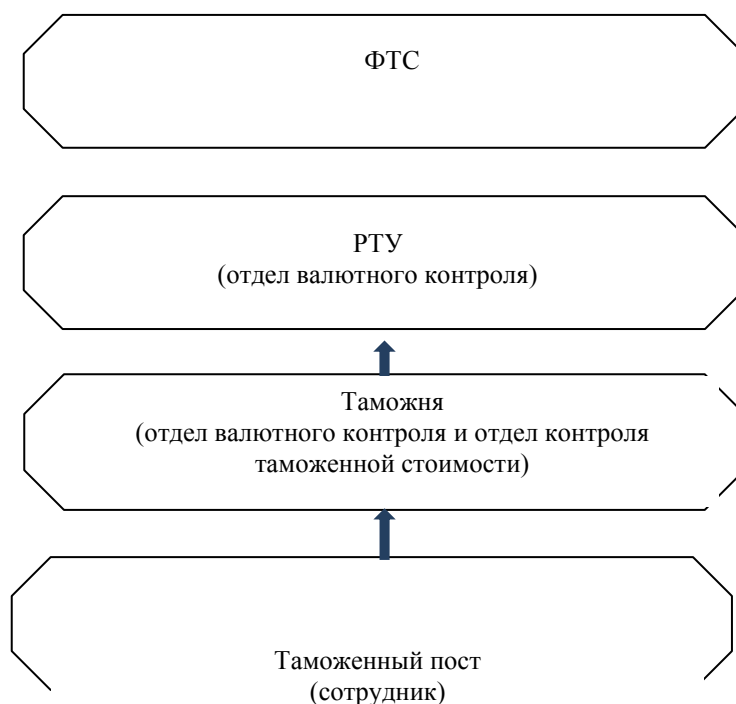 ФТС
РТУ
(отдел валютного контроля)
Таможня
(отдел валютного контроля и отдел контроля
таможенной стоимости)
Таможенный пост
(сотрудник)